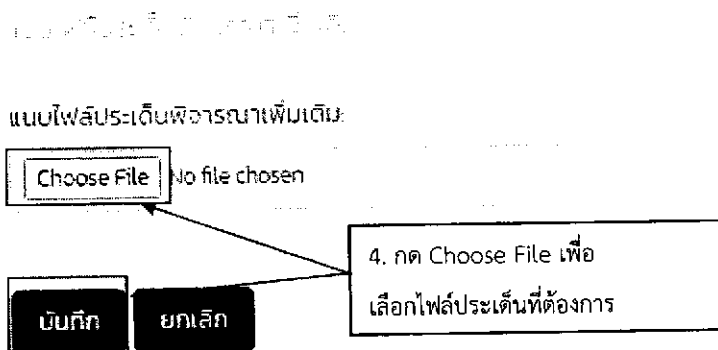 แนบไฟล์ประเด็นพิจารณาเพิ่มเติม:
Choose File No file chosen
4. กด Choose File เพื่อ
เลือกไฟล์ประเด็นที่ต้องการ
บันทึก ยกเลิก